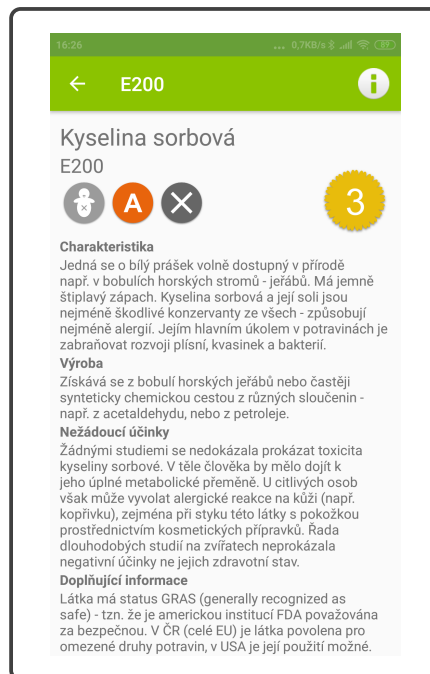 16:26
... 0,7KB/s 89
E200
Kyselina sorbová
E200
A
3
Charakteristika
Jedná se o bílý prášek volně dostupný v přírodě
např. v bobulích horských stromů - jeřábů. Má jemně
štiplavý zápach. Kyselina sorbová a její soli jsou
nejméně škodlivé konzervanty ze všech - způsobují
nejméně alergií. Jejím hlavním úkolem v potravinách je
zabraňovat rozvoji plísní, kvasinek a bakterií.
Výroba
Získává se z bobulí horských jeřábů nebo častěji
synteticky chemickou cestou z různých sloučenin -
např. z acetaldehydu, nebo z petroleje.
Nežádoucí účinky
Žádnými studiemi se nedokázala prokázat toxicita
kyseliny sorbové. V těle člověka by mělo dojít k
jeho úplné metabolické přeměně. U citlivých osob
však může vyvolat alergické reakce na kůži (např.
kopřivku), zejména při styku této látky s pokožkou
prostřednictvím kosmetických přípravků. Řada
dlouhodobých studií na zvířatech neprokázala
negativní účinky ne jejich zdravotní stav.
Doplňující informace
Látka má status GRAS (generally recognized as
safe) - tzn. že je americkou institucí FDA považována
za bezpečnou. V ČR (celé EU) je látka povolena pro
omezené druhy potravin, v USA je její použití možné.